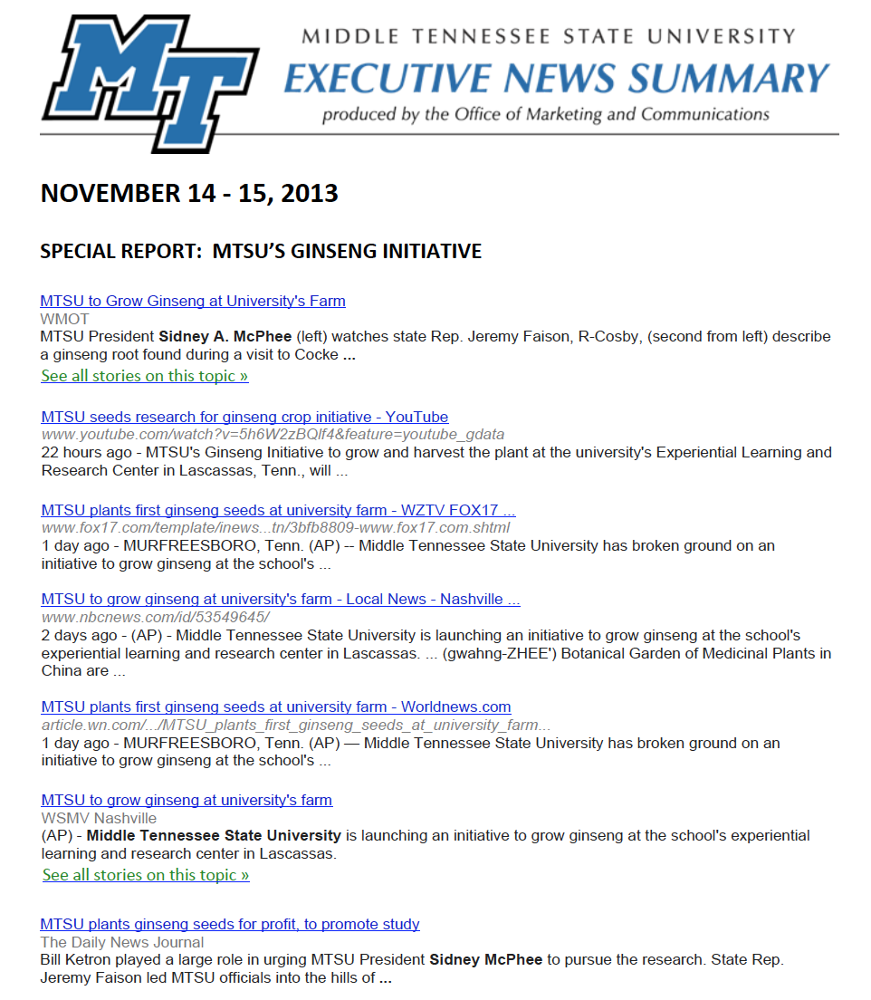 MT
MIDDLE TENNESSEE STATE UNIVERSITY
EXECUTIVE NEWS SUMMARY
produced by the Office of Marketing and Communications
NOVEMBER 14 - 15, 2013
SPECIAL REPORT:  MTSU'S GINSENG INITIATIVE
MTSU to Grow Ginseng at University's Farm
WMOT
MTSU President Sidney A. McPhee (left) watches state Rep. Jeremy Faison, R-Cosby, (second from left) describe
a ginseng root found during a visit to Cocke ...
See all stories on this topic »
MTSU seeds research for ginseng crop initiative - YouTube
www.youtube.com/watch?v=5h6W2zBQlf4&feature=youtube_gdata
22 hours ago - MTSU's Ginseng Initiative to grow and harvest the plant at the university's Experiential Learning and
Research Center in Lascassas, Tenn., will ...
MTSU plants first ginseng seeds at university farm - WZTV FOX17 ...
www.fox17.com/template/inews...tn/3bfb8809-www.fox17.com.shtml
1 day ago - MURFREESBORO, Tenn. (AP) -- Middle Tennessee State University has broken ground on an
initiative to grow ginseng at the school's ...
MTSU to grow ginseng at university's farm - Local News - Nashville ...
www.nbcnews.com/id/53549645/
2 days ago - (AP) - Middle Tennessee State University is launching an initiative to grow ginseng at the school's
experiential learning and research center in Lascassas. ... (gwahng-ZHEE') Botanical Garden of Medicinal Plants in
China are ...
MTSU plants first ginseng seeds at university farm - Worldnews.com
article.wn.com/.../MTSU_plants_first_ginseng_seeds_at_university_farm...
1 day ago - MURFREESBORO, Tenn. (AP) — Middle Tennessee State University has broken ground on an
initiative to grow ginseng at the school's ...
MTSU to grow ginseng at university's farm
WSMV Nashville
(AP) - Middle Tennessee State University is launching an initiative to grow ginseng at the school's experiential
learning and research center in Lascassas.
See all stories on this topic »
MTSU plants ginseng seeds for profit, to promote study
The Daily News Journal
Bill Ketron played a large role in urging MTSU President Sidney McPhee to pursue the research. State Rep.
Jeremy Faison led MTSU officials into the hills of ...